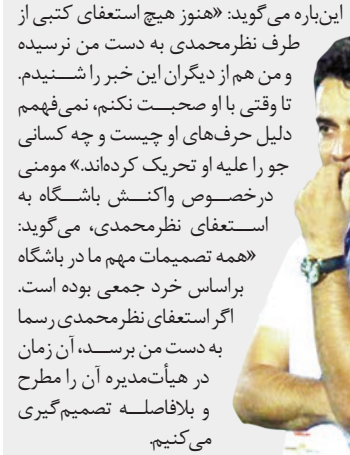 این‌باره می‌گوید: «هنوز هیچ استعفای کتبی از
طرف نظرمحمدی به دست من نرسیده
و من هم از دیگران این خبر را شنیدم.
تا وقتی با او صحبت نکنم، نمی‌فهمم
دلیل حرف‌های او چیست و چه کسانی
جو را علیه او تحریک کرده‌اند.» مومنی
درخصوص واکنش باشگاه به
استعفای نظرمحمدی، می‌گوید:
«همه تصمیمات مهم ما در باشگاه
براساس خرد جمعی بوده است.
اگر استعفای نظرمحمدی رسما
به دست من برسد، آن زمان
در هیأت‌مدیره آن را مطرح
و بلافاصله تصمیم‌گیری
می‌کنیم.